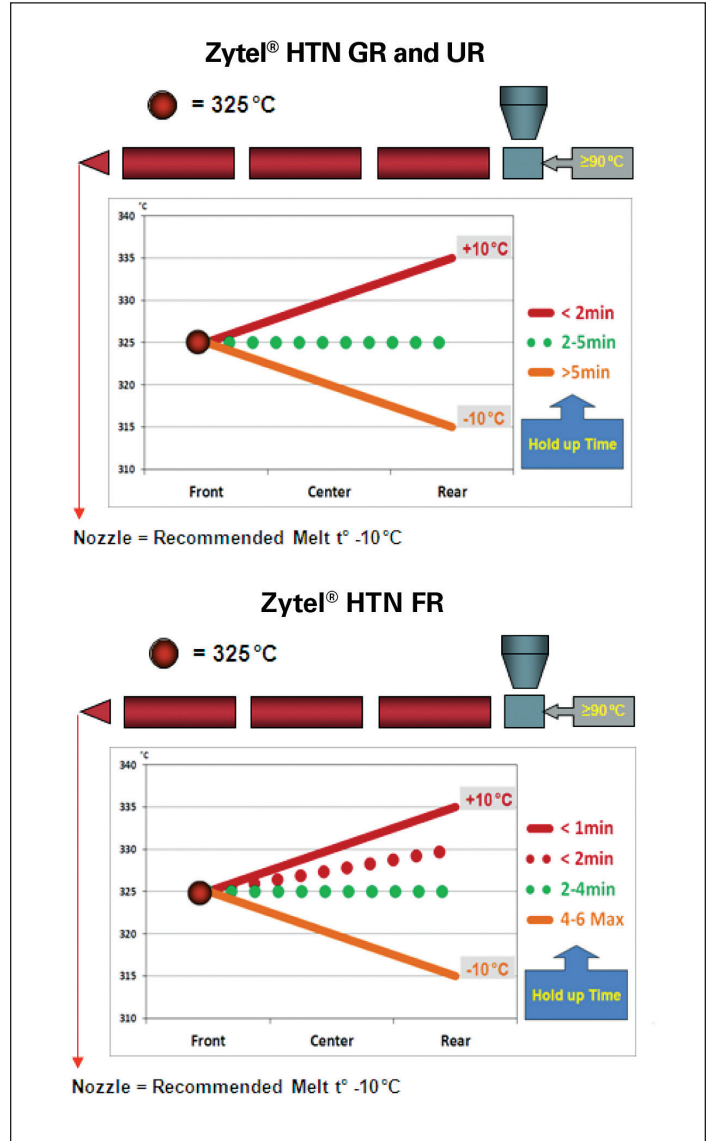 Zytel® HTN GR and UR
= 325 °C
≥90 °C
°C
340
335
330
325
320
315
310
+10 °C
-10 °C
Front Center Rear
< 2min
2-5min
>5min
Hold up Time
Nozzle = Recommended Melt t° -10 °C
Zytel® HTN FR
= 325 °C
≥90 °C
°C
340
335
330
325
320
315
310
+10 °C
-10 °C
Front Center Rear
< 1min
< 2min
2-4min
4-6 Max
Hold up Time
Nozzle = Recommended Melt t° -10 °C